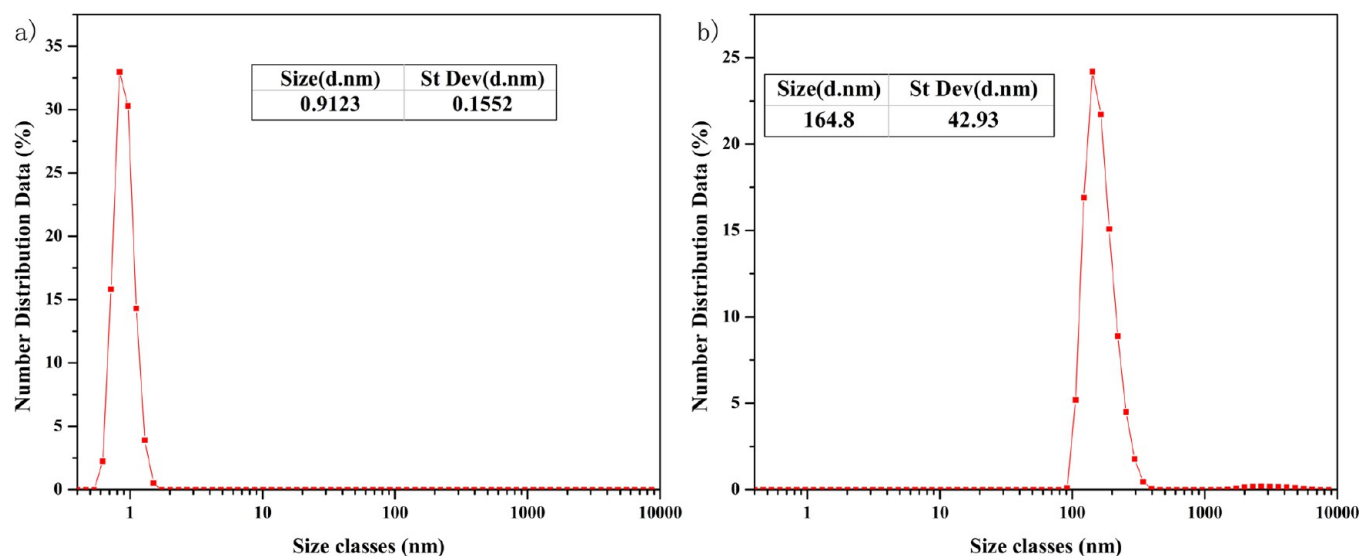 a)
Number Distribution Data (%)
35
30
25
20
15
10
5
0
Size(d.nm) St Dev(d.nm)
0.9123 0.1552
1 10 100 1000 10000
Size classes (nm)
b)
Number Distribution Data (%)
25
20
15
10
5
0
Size(d.nm) St Dev(d.nm)
164.8 42.93
1 10 100 1000 10000
Size classes (nm)